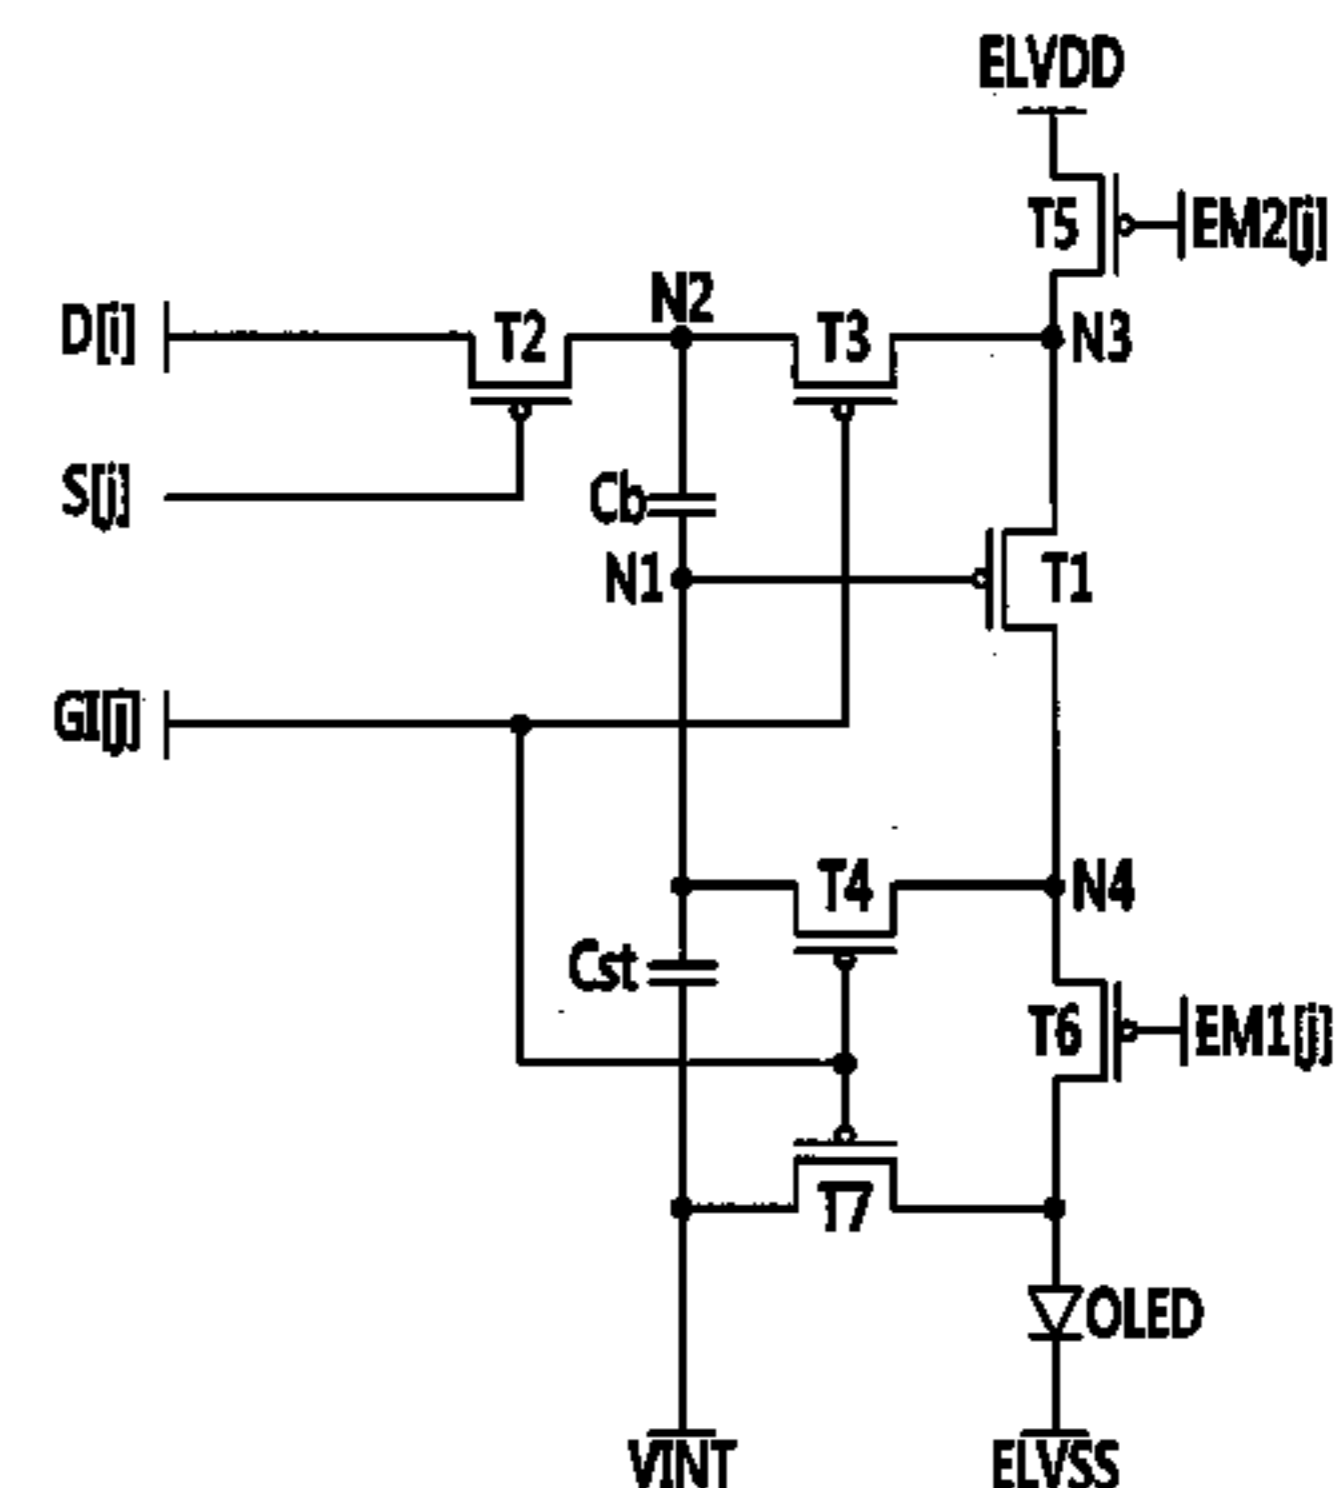 ELVDD
T5
EM2[j]
D[i]
T2
N2
T3
N3
S[j]
Cb
N1
T1
GI[j]
T4
N4
Cst
T6
EM1[j]
T7
OLED
VINT
ELVSS